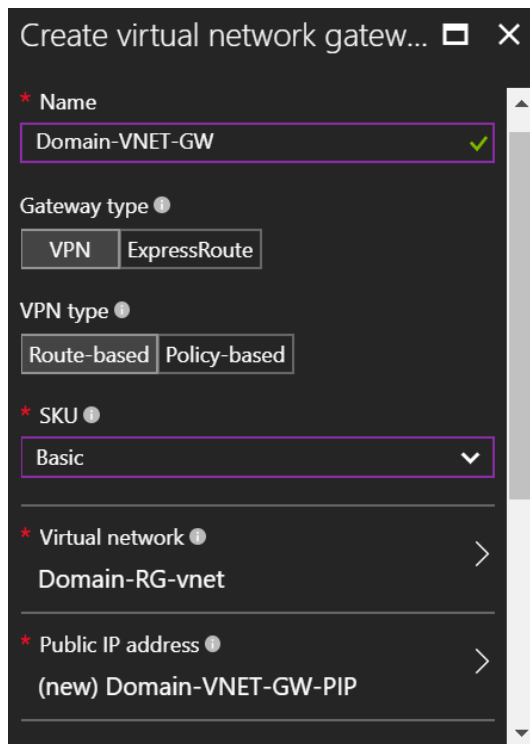 Create virtual network gatew...
* Name
Domain-VNET-GW
Gateway type
VPN ExpressRoute
VPN type
Route-based Policy-based
* SKU
Basic
* Virtual network
Domain-RG-vnet
* Public IP address
(new) Domain-VNET-GW-PIP